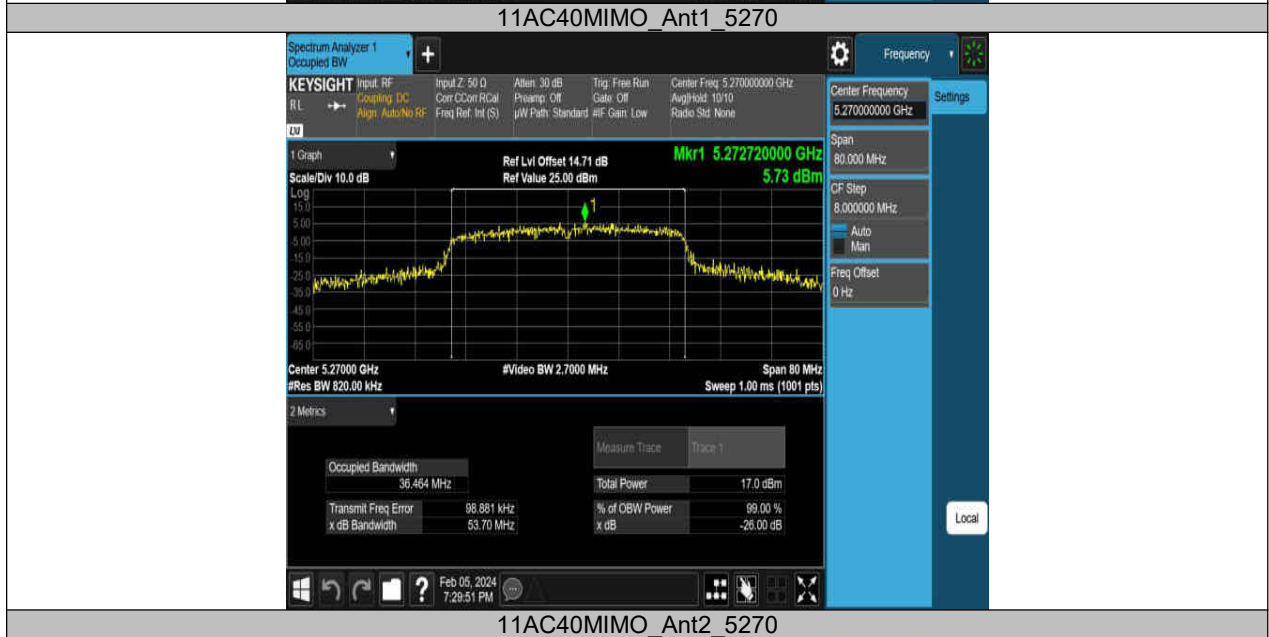 11AC40MIMO_Ant1_5270
Spectrum Analyzer 1
Occupied BW
+
Frequency
KEYSIGHT
RL
LXI
Input: RF
Coupling: DC
Align: Auto/No RF
Input Z: 50 Ω
Corr CCorr RCal
Freq Ref: Int (S)
Atten: 30 dB
Preamp: Off
µW Path: Standard
Trig: Free Run
Gate: Off
#IF Gain: Low
Center Freq: 5.270000000 GHz
Avg|Hold: 10/10
Radio Std: None
Center Frequency
5.270000000 GHz
Settings
Span
80.000 MHz
CF Step
8.000000 MHz
Auto
Man
Freq Offset
0 Hz
1 Graph
Scale/Div 10.0 dB
Ref Lvl Offset 14.71 dB
Ref Value 25.00 dBm
Mkr1 5.272720000 GHz
5.73 dBm
Log
15.0
5.00
-5.00
-15.0
-25.0
-35.0
-45.0
-55.0
-65.0
1
Center 5.27000 GHz
#Res BW 820.00 kHz
#Video BW 2.7000 MHz
Span 80 MHz
Sweep 1.00 ms (1001 pts)
2 Metrics
Measure Trace
Trace 1
Occupied Bandwidth
36.464 MHz
Total Power
17.0 dBm
Transmit Freq Error
98.881 kHz
% of OBW Power
99.00 %
x dB Bandwidth
53.70 MHz
x dB
-26.00 dB
Local
?
Feb 05, 2024
7:29:51 PM
11AC40MIMO_Ant2_5270